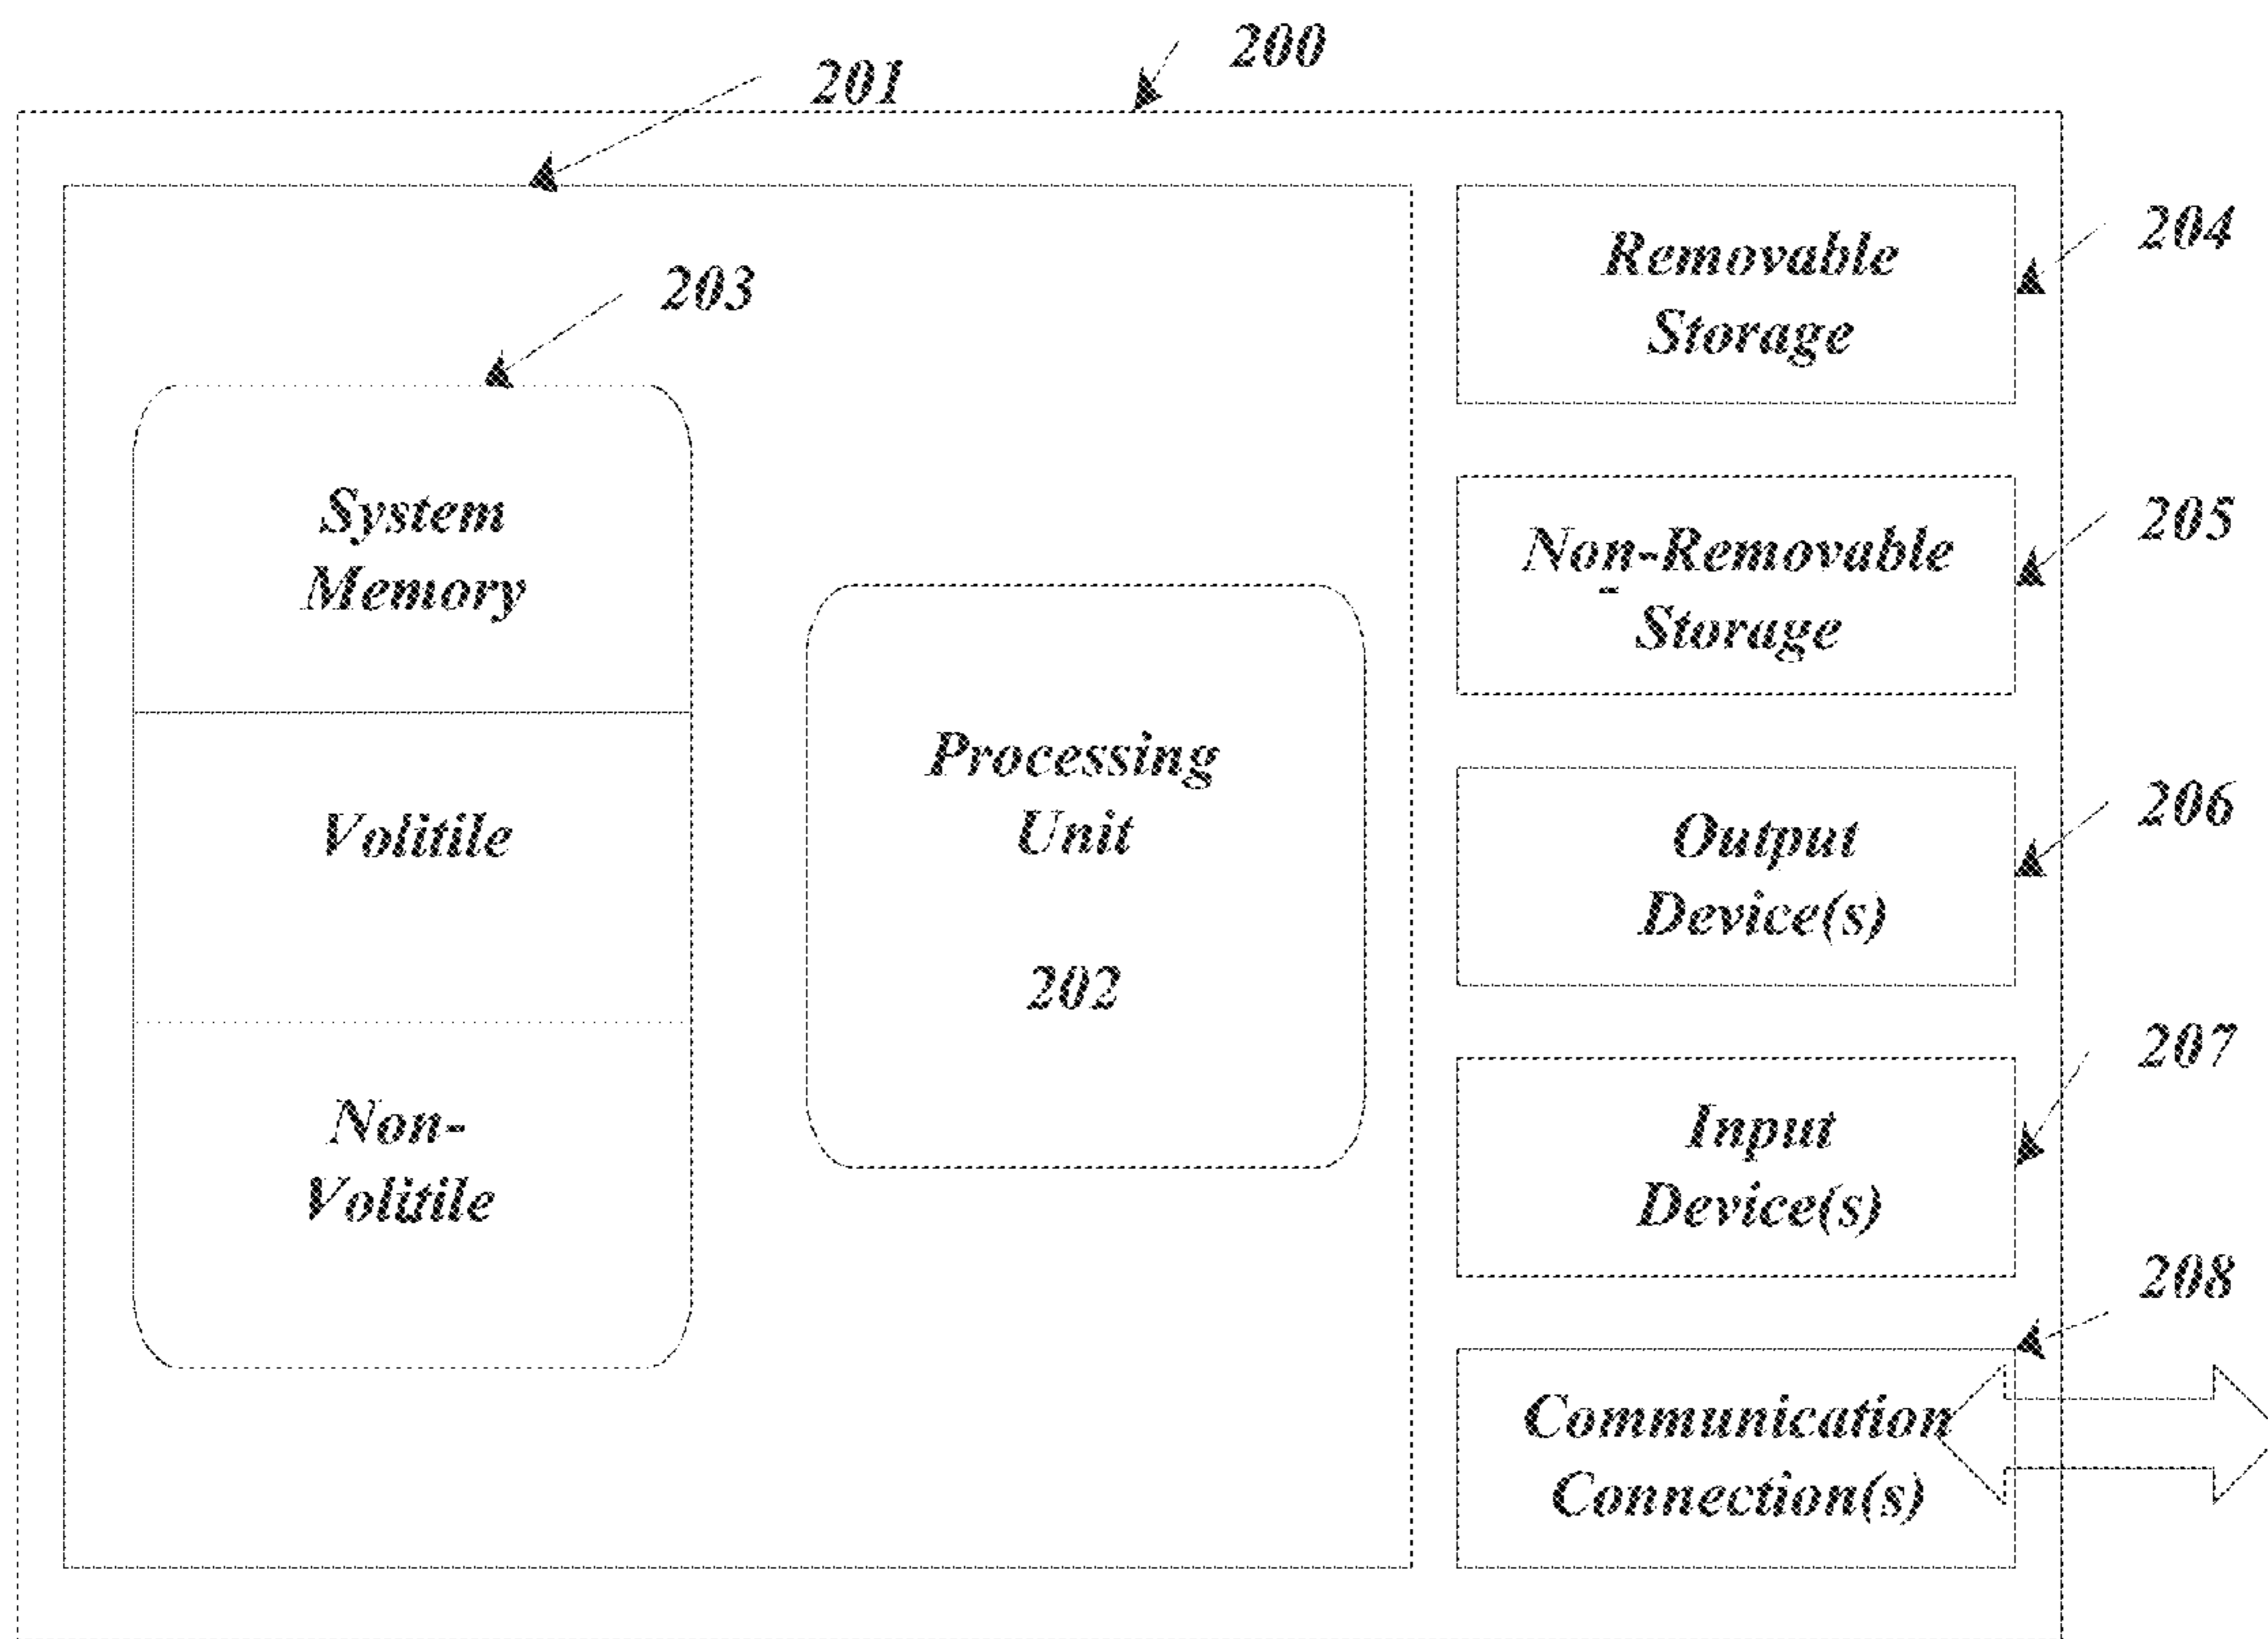 200
201
203
System
Memory
Volitile
Non-
Volitile
Processing
Unit
202
Removable
Storage
204
Non-Removable
Storage
205
Output
Device(s)
206
Input
Device(s)
207
208
Communication
Connection(s)